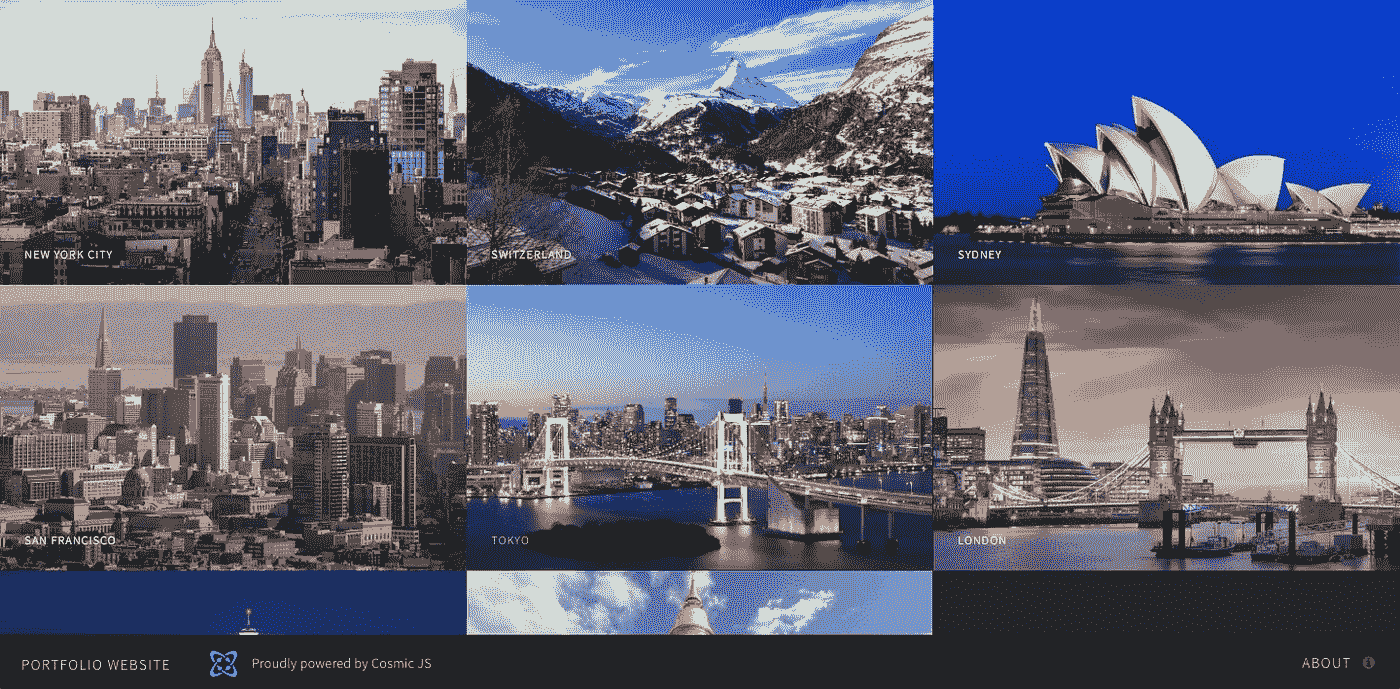 NEW YORK CITY
SWITZERLAND
SYDNEY
SAN FRANCISCO
TOKYO
LONDON
PORTFOLIO WEBSITE
Proudly powered by Cosmic JS
ABOUT